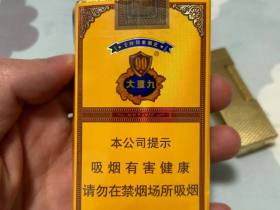 大重九
本公司提示
吸烟有害健康
请勿在禁烟场所吸烟